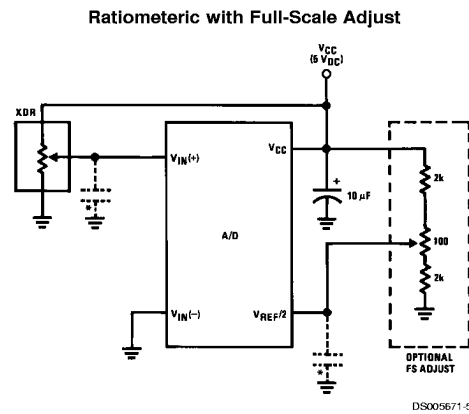 Ratiometeric with Full-Scale Adjust
VCC
(5 VDC)
XDR
VIN(+)
VCC
2k
+
10 µF
*
A/D
100
2k
VIN(−)
VREF/2
*
OPTIONAL
FS ADJUST
DS005671-5